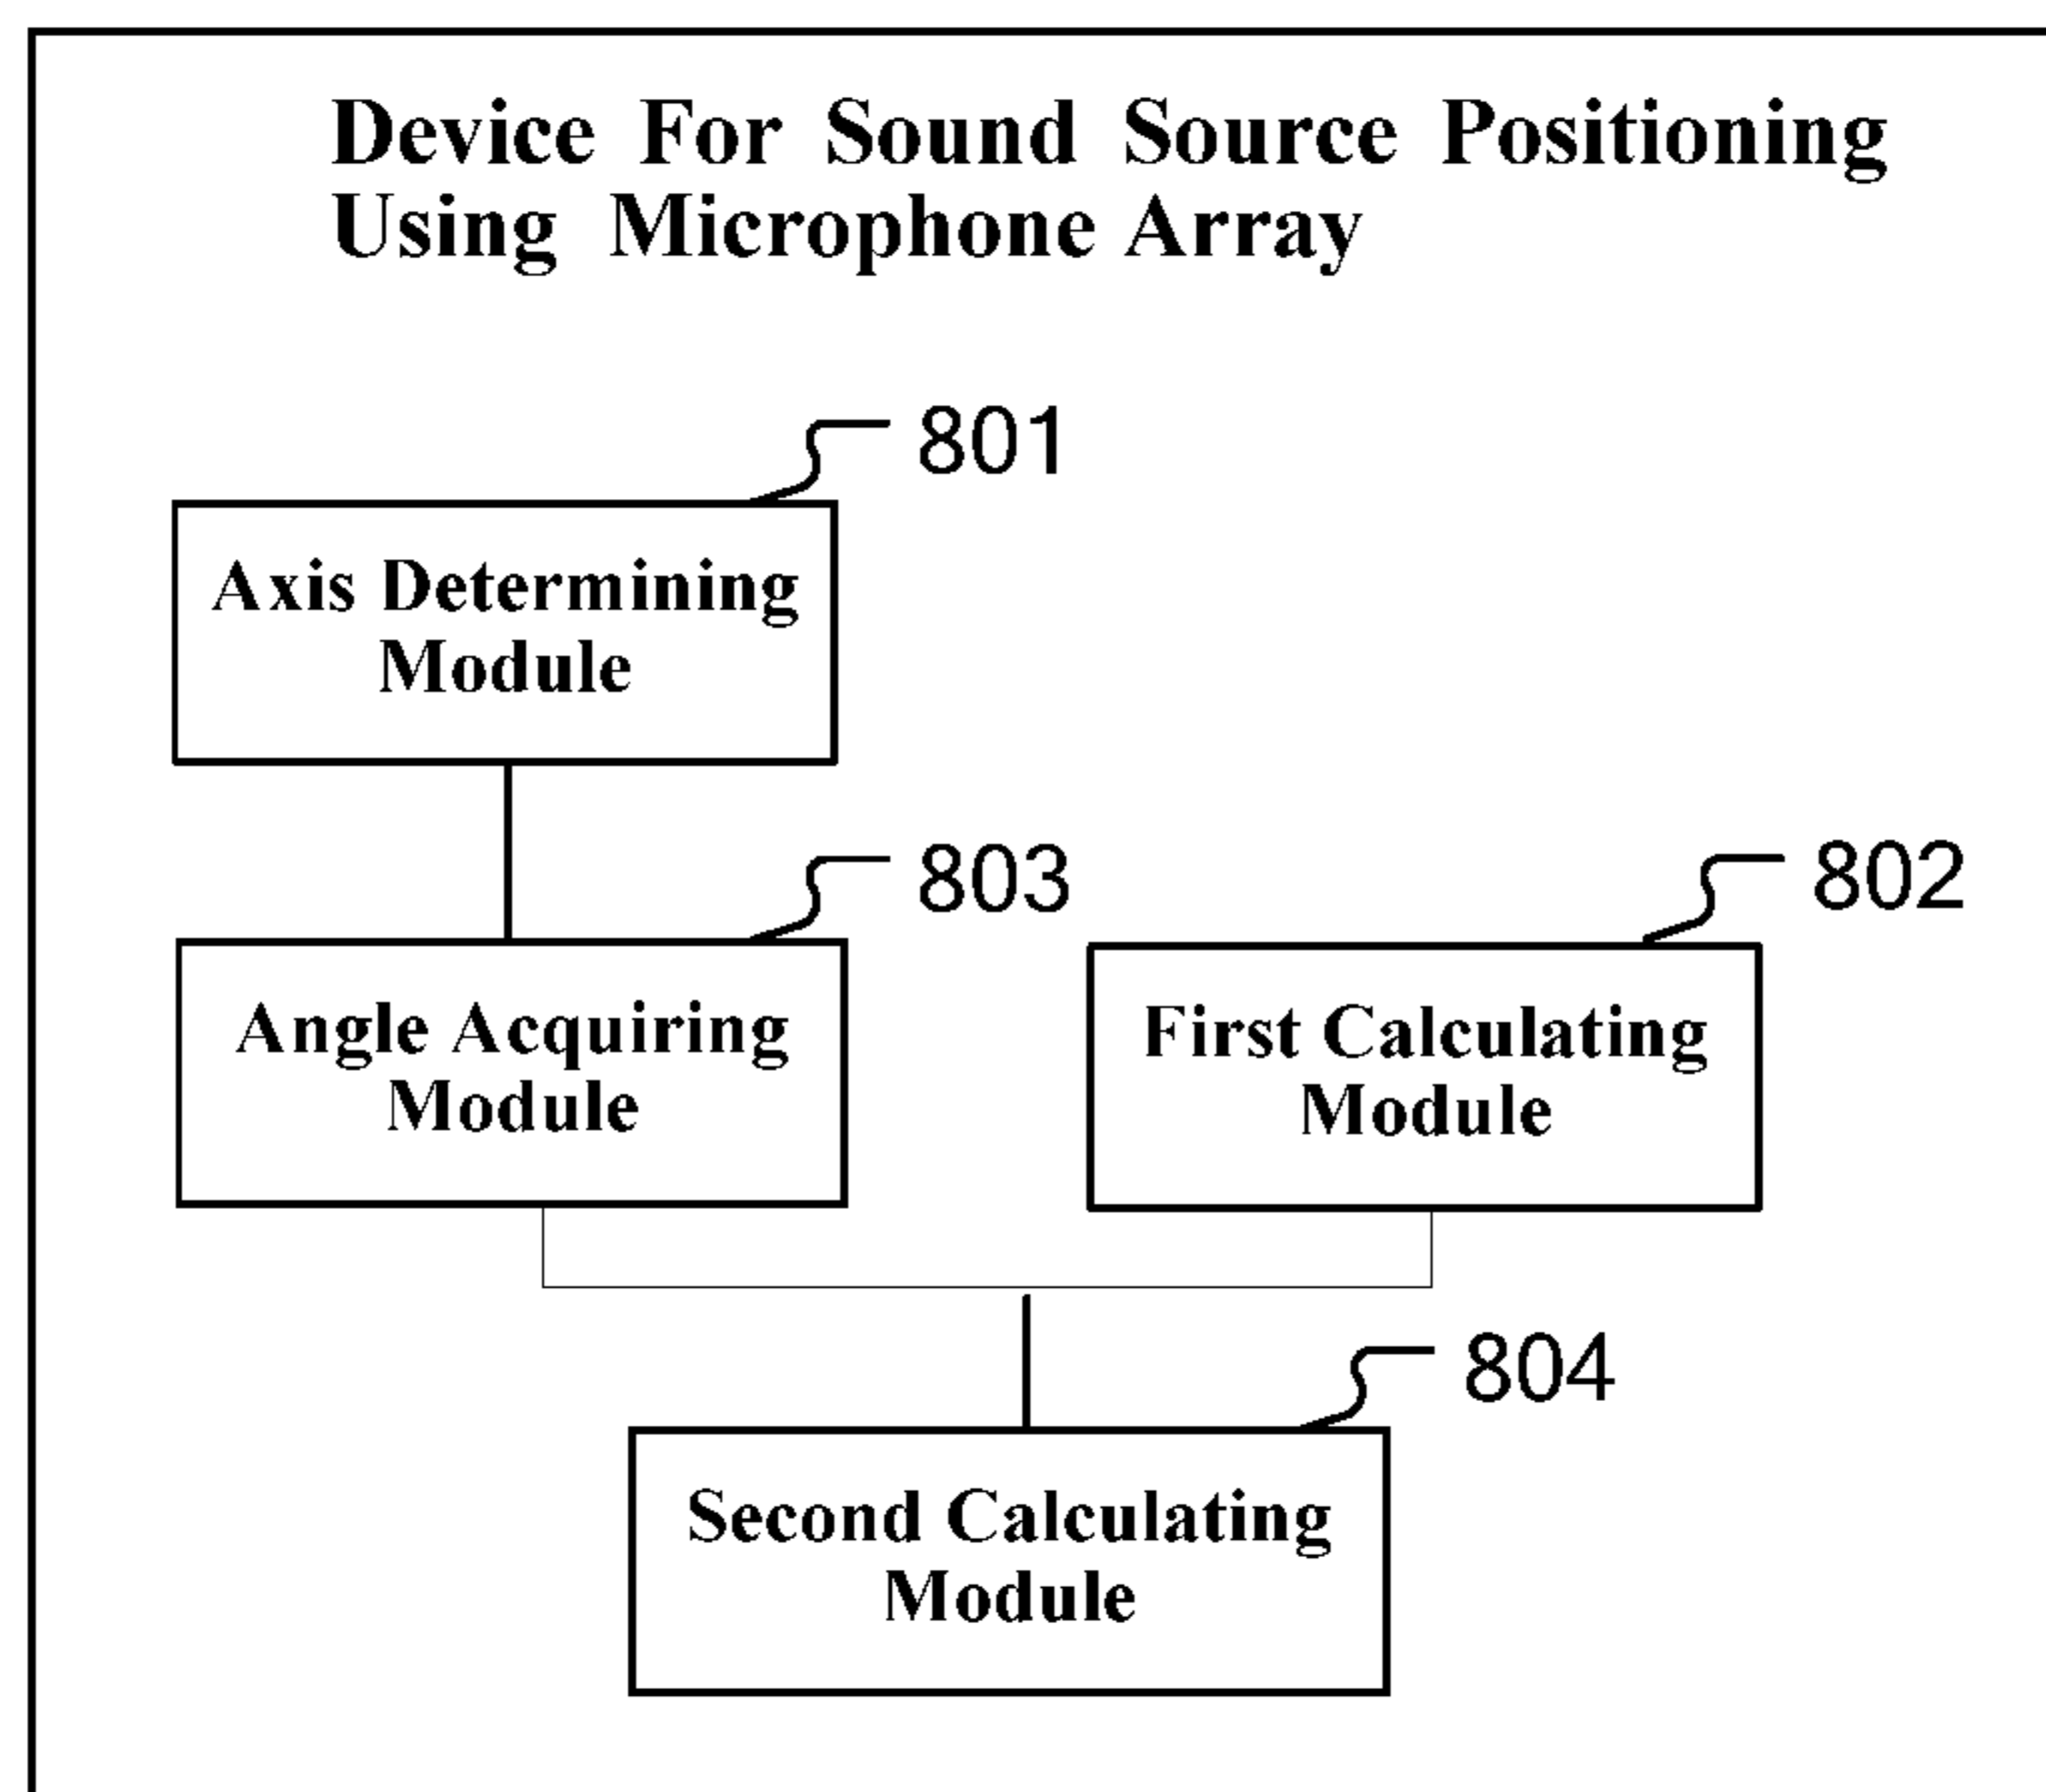 Device For Sound Source Positioning
Using Microphone Array
801
Axis Determining
Module
803
802
Angle Acquiring
Module
First Calculating
Module
804
Second Calculating
Module